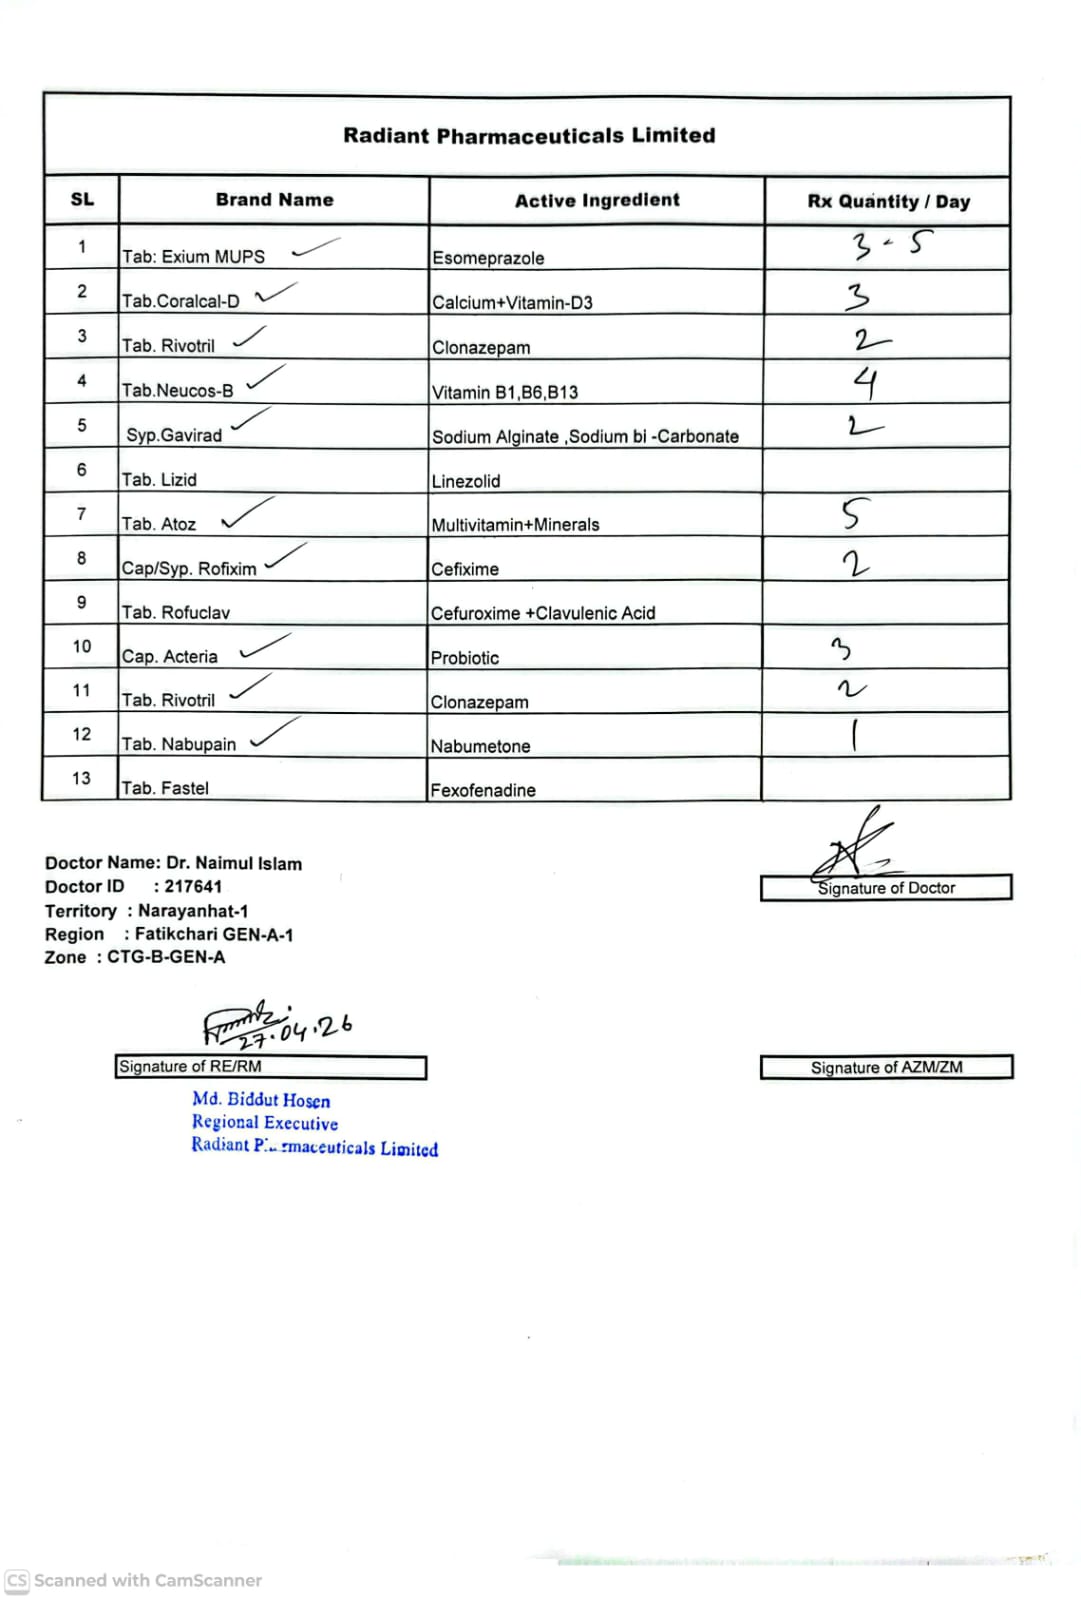 Radiant Pharmaceuticals Limited
SL Brand Name Active Ingredient Rx Quantity / Day
1 Tab: Exium MUPS ✓ Esomeprazole 3 - 5
2 Tab.Coralcal-D ✓ Calcium+Vitamin-D3 3
3 Tab. Rivotril ✓ Clonazepam 2
4 Tab.Neucos-B ✓ Vitamin B1,B6,B13 4
5 Syp.Gavirad ✓ Sodium Alginate ,Sodium bi -Carbonate 2
6 Tab. Lizid Linezolid
7 Tab. Atoz ✓ Multivitamin+Minerals 5
8 Cap/Syp. Rofixim ✓ Cefixime 2
9 Tab. Rofuclav Cefuroxime +Clavulenic Acid
10 Cap. Acteria ✓ Probiotic 3
11 Tab. Rivotril ✓ Clonazepam 2
12 Tab. Nabupain ✓ Nabumetone 1
13 Tab. Fastel Fexofenadine
Doctor Name: Dr. Naimul Islam
Doctor ID : 217641
Signature of Doctor
Territory : Narayanhat-1
Region : Fatikchari GEN-A-1
Zone : CTG-B-GEN-A
27.04.26
Signature of RE/RM
Signature of AZM/ZM
Md. Biddut Hosen
Regional Executive
Radiant Pharmaceuticals Limited
CS Scanned with CamScanner